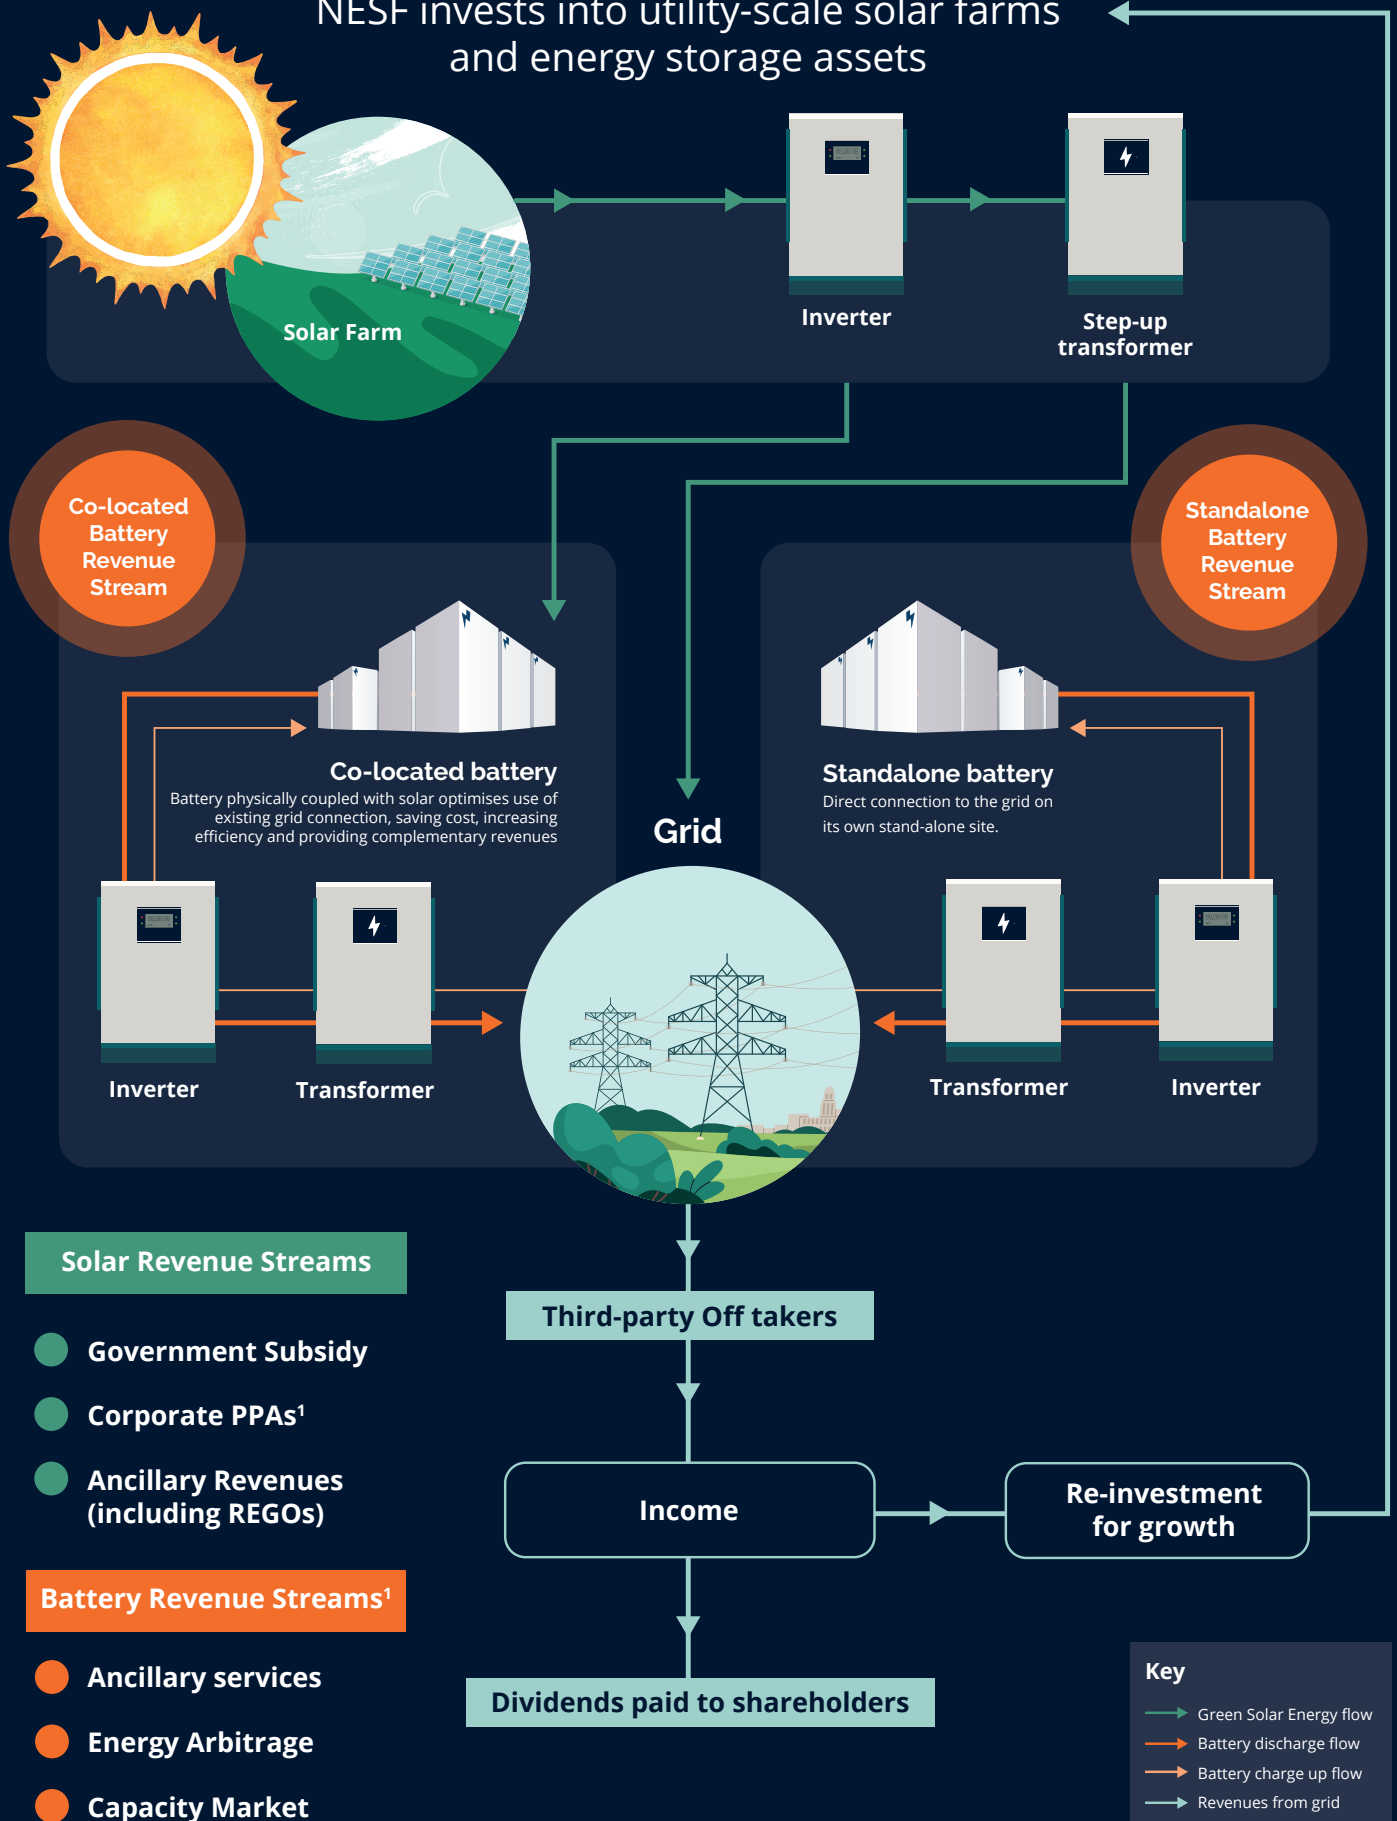 NESF invests into utility-scale solar farms
and energy storage assets
Solar Farm
Inverter
Step-up
transformer
Co-located
Battery
Revenue
Stream
Standalone
Battery
Revenue
Stream
Co-located battery
Battery physically coupled with solar optimises use of
existing grid connection, saving cost, increasing
efficiency and providing complementary revenues
Standalone battery
Direct connection to the grid on
its own stand-alone site.
Grid
Inverter
Transformer
Transformer
Inverter
Solar Revenue Streams
Government Subsidy
Corporate PPAs¹
Ancillary Revenues
(including REGOs)
Battery Revenue Streams¹
Ancillary services
Energy Arbitrage
Capacity Market
Third-party Off takers
Income
Re-investment
for growth
Dividends paid to shareholders
Key
Green Solar Energy flow
Battery discharge flow
Battery charge up flow
Revenues from grid